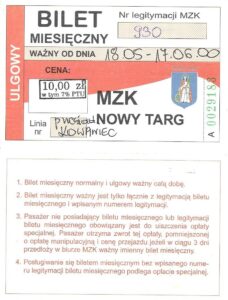 BILET
MIESIĘCZNY
Nr legitymacji MZK
930
WAŻNY OD DNIA 18.05-17.06.00
ULGOWY
CENA:
10,00 zł
w tym 7% PTU
MZK
NOWY TARG
Linia
nr
KOWANIEC
A 0029183
1. Bilet miesięczny normalny i ulgowy ważny całą dobę.
2. Bilet miesięczny ważny jest tylko łącznie z legitymacją biletu
miesięcznego i wpisanym numerem legitymacji.
3. Pasażer nie posiadający biletu miesięcznego lub legitymacji
biletu miesięcznego obowiązany jest do uiszczenia opłaty
specjalnej. Pasażer otrzyma zwrot tej opłaty, pomniejszonej
o opłatę manipulacyjną i cenę przejazdu jeżeli w ciągu 3 dni
przedłoży w biurze MZK ważny imienny bilet miesięczny.
4. Posługiwanie się biletem miesięcznym bez wpisanego nume-
ru legitymacji biletu miesięcznego podlega opłacie specjalnej.